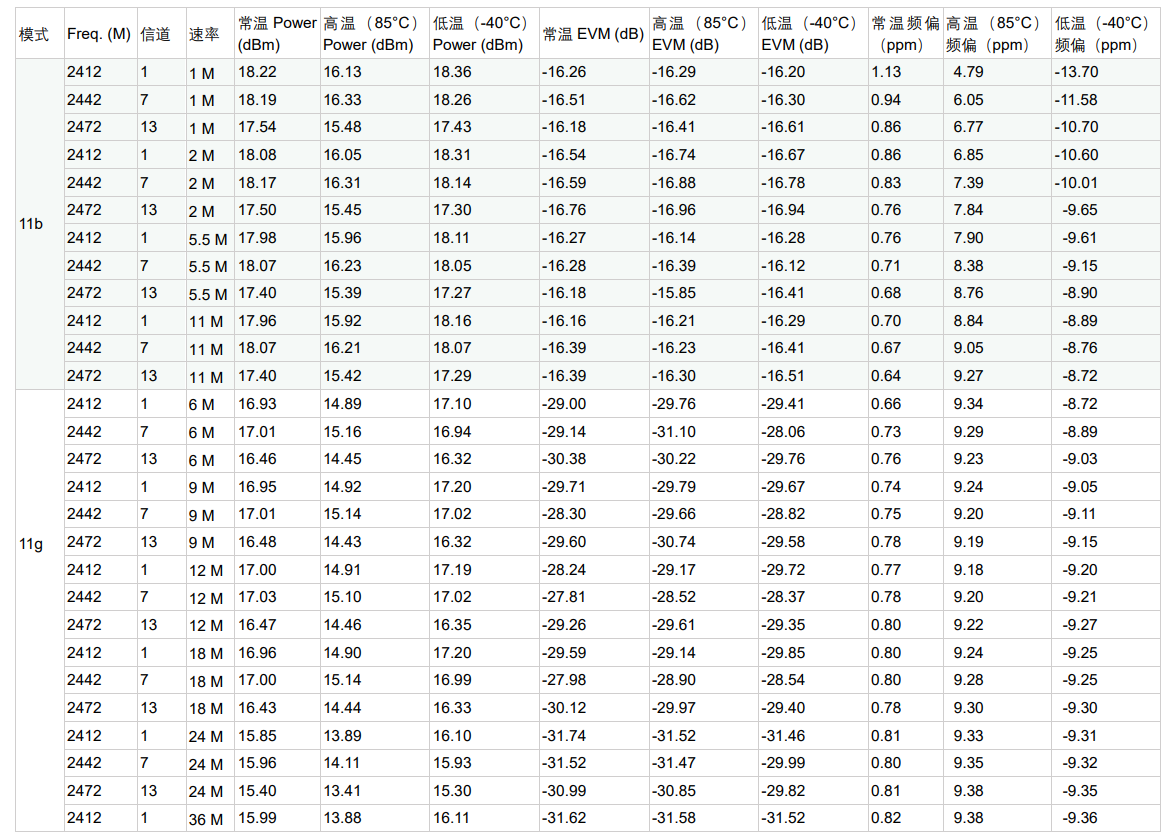 模式 Freq. (M) 信道 速率 常温 Power (dBm) 高温（85°C）Power (dBm) 低温（-40°C）Power (dBm) 常温 EVM (dB) 高温（85°C）EVM (dB) 低温（-40°C）EVM (dB) 常温频偏（ppm） 高温（85°C）频偏（ppm） 低温（-40°C）频偏（ppm）
11b
2412 1 1 M 18.22 16.13 18.36 -16.26 -16.29 -16.20 1.13 4.79 -13.70
2442 7 1 M 18.19 16.33 18.26 -16.51 -16.62 -16.30 0.94 6.05 -11.58
2472 13 1 M 17.54 15.48 17.43 -16.18 -16.41 -16.61 0.86 6.77 -10.70
2412 1 2 M 18.08 16.05 18.31 -16.54 -16.74 -16.67 0.86 6.85 -10.60
2442 7 2 M 18.17 16.31 18.14 -16.59 -16.88 -16.78 0.83 7.39 -10.01
2472 13 2 M 17.50 15.45 17.30 -16.76 -16.96 -16.94 0.76 7.84 -9.65
2412 1 5.5 M 17.98 15.96 18.11 -16.27 -16.14 -16.28 0.76 7.90 -9.61
2442 7 5.5 M 18.07 16.23 18.05 -16.28 -16.39 -16.12 0.71 8.38 -9.15
2472 13 5.5 M 17.40 15.39 17.27 -16.18 -15.85 -16.41 0.68 8.76 -8.90
2412 1 11 M 17.96 15.92 18.16 -16.16 -16.21 -16.29 0.70 8.84 -8.89
2442 7 11 M 18.07 16.21 18.07 -16.39 -16.23 -16.41 0.67 9.05 -8.76
2472 13 11 M 17.40 15.42 17.29 -16.39 -16.30 -16.51 0.64 9.27 -8.72
11g
2412 1 6 M 16.93 14.89 17.10 -29.00 -29.76 -29.41 0.66 9.34 -8.72
2442 7 6 M 17.01 15.16 16.94 -29.14 -31.10 -28.06 0.73 9.29 -8.89
2472 13 6 M 16.46 14.45 16.32 -30.38 -30.22 -29.76 0.76 9.23 -9.03
2412 1 9 M 16.95 14.92 17.20 -29.71 -29.79 -29.67 0.74 9.24 -9.05
2442 7 9 M 17.01 15.14 17.02 -28.30 -29.66 -28.82 0.75 9.20 -9.11
2472 13 9 M 16.48 14.43 16.32 -29.60 -30.74 -29.58 0.78 9.19 -9.15
2412 1 12 M 17.00 14.91 17.19 -28.24 -29.17 -29.72 0.77 9.18 -9.20
2442 7 12 M 17.03 15.10 17.02 -27.81 -28.52 -28.37 0.78 9.20 -9.21
2472 13 12 M 16.47 14.46 16.35 -29.26 -29.61 -29.35 0.80 9.22 -9.27
2412 1 18 M 16.96 14.90 17.20 -29.59 -29.14 -29.85 0.80 9.24 -9.25
2442 7 18 M 17.00 15.14 16.99 -27.98 -28.90 -28.54 0.80 9.28 -9.25
2472 13 18 M 16.43 14.44 16.33 -30.12 -29.97 -29.40 0.78 9.30 -9.30
2412 1 24 M 15.85 13.89 16.10 -31.74 -31.52 -31.46 0.81 9.33 -9.31
2442 7 24 M 15.96 14.11 15.93 -31.52 -31.47 -29.99 0.80 9.35 -9.32
2472 13 24 M 15.40 13.41 15.30 -30.99 -30.85 -29.82 0.81 9.38 -9.35
2412 1 36 M 15.99 13.88 16.11 -31.62 -31.58 -31.52 0.82 9.38 -9.36